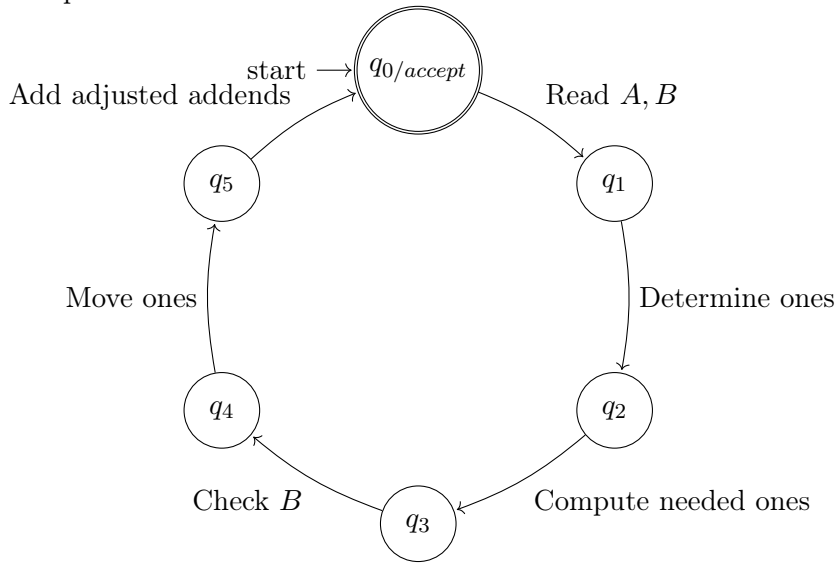 start
q0/accept
Add adjusted addends
Read A, B
q5
q1
Move ones
Determine ones
q4
q2
Check B
Compute needed ones
q3